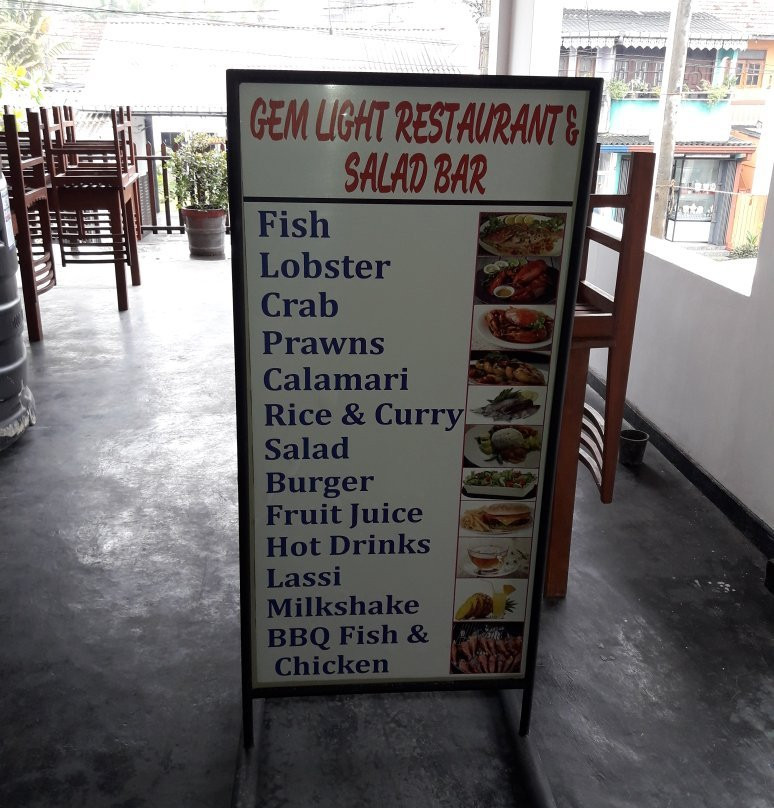 GEM LIGHT RESTAURANT &
SALAD BAR
Fish
Lobster
Crab
Prawns
Calamari
Rice & Curry
Salad
Burger
Fruit Juice
Hot Drinks
Lassi
Milkshake
BBQ Fish &
Chicken